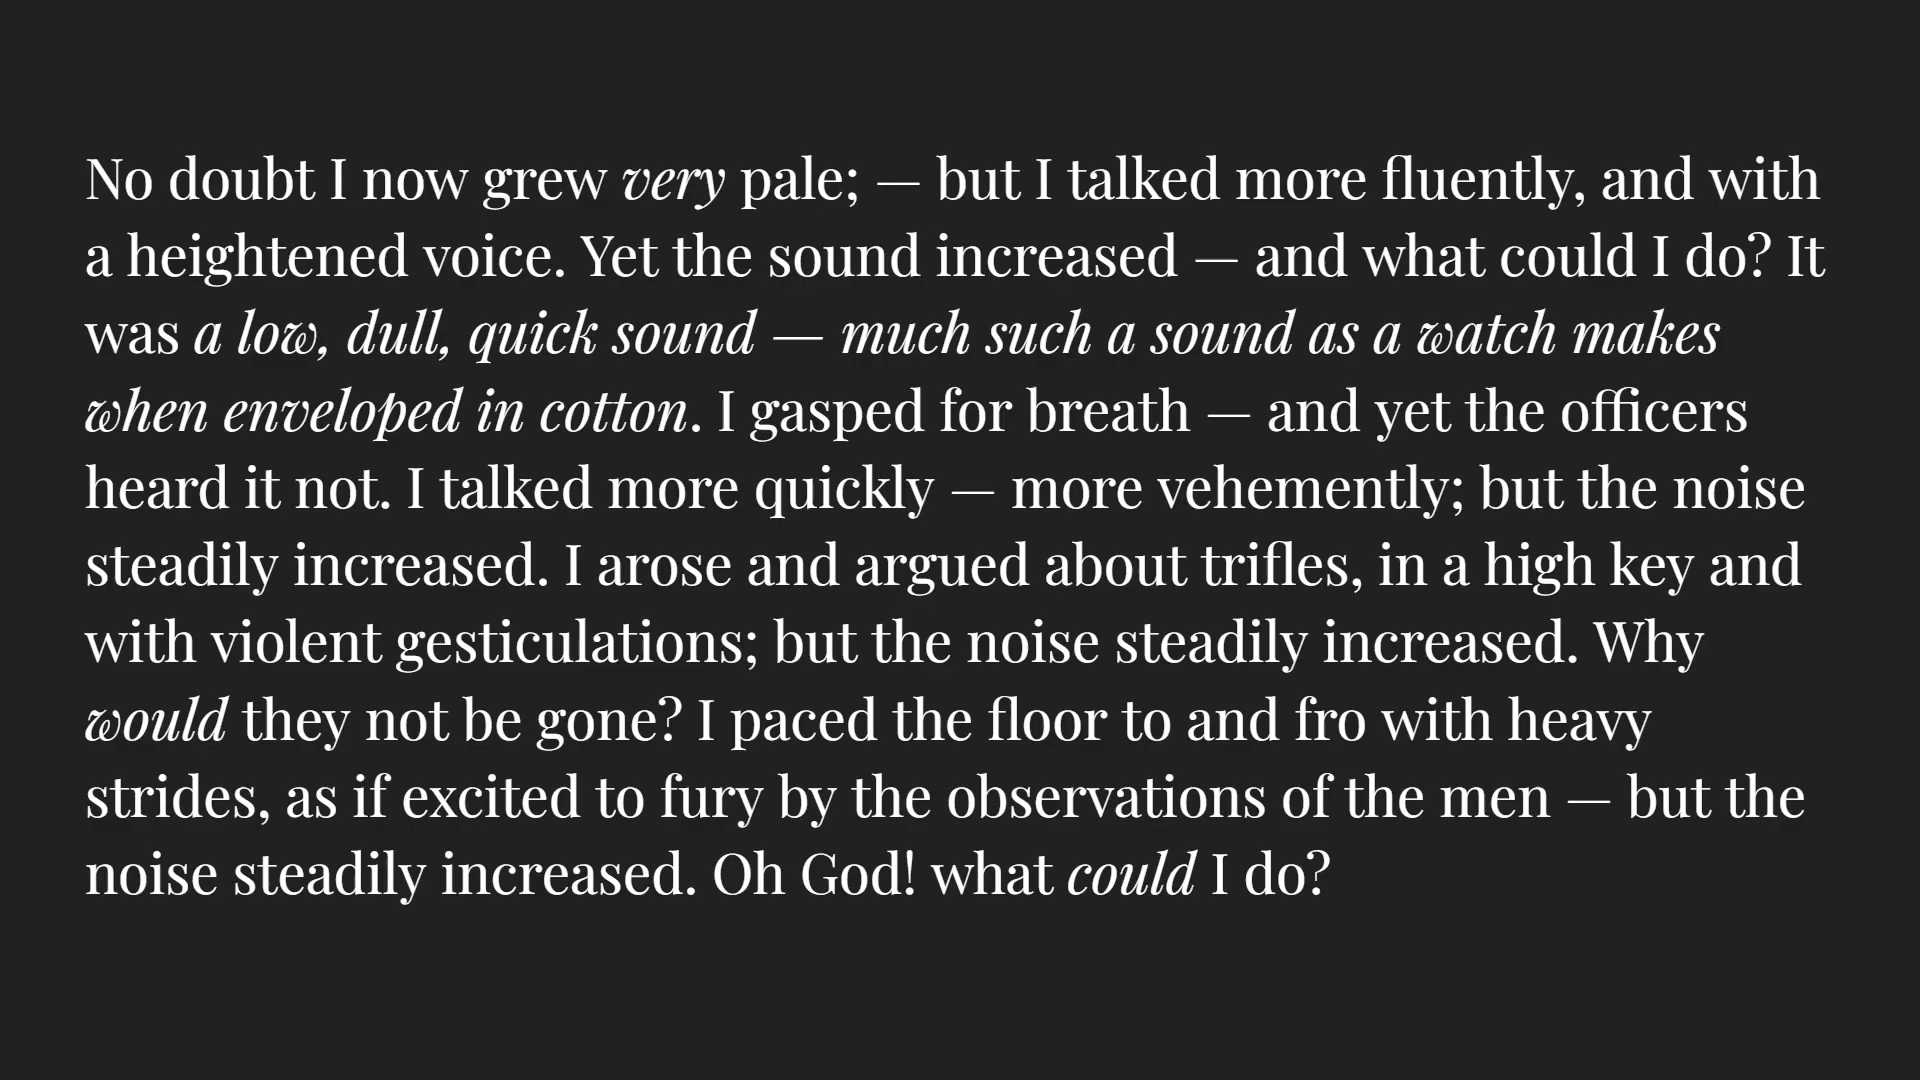 No doubt I now grew very pale; — but I talked more fluently, and with
a heightened voice. Yet the sound increased — and what could I do? It
was a low, dull, quick sound — much such a sound as a watch makes
when enveloped in cotton. I gasped for breath — and yet the officers
heard it not. I talked more quickly — more vehemently; but the noise
steadily increased. I arose and argued about trifles, in a high key and
with violent gesticulations; but the noise steadily increased. Why
would they not be gone? I paced the floor to and fro with heavy
strides, as if excited to fury by the observations of the men — but the
noise steadily increased. Oh God! what could I do?